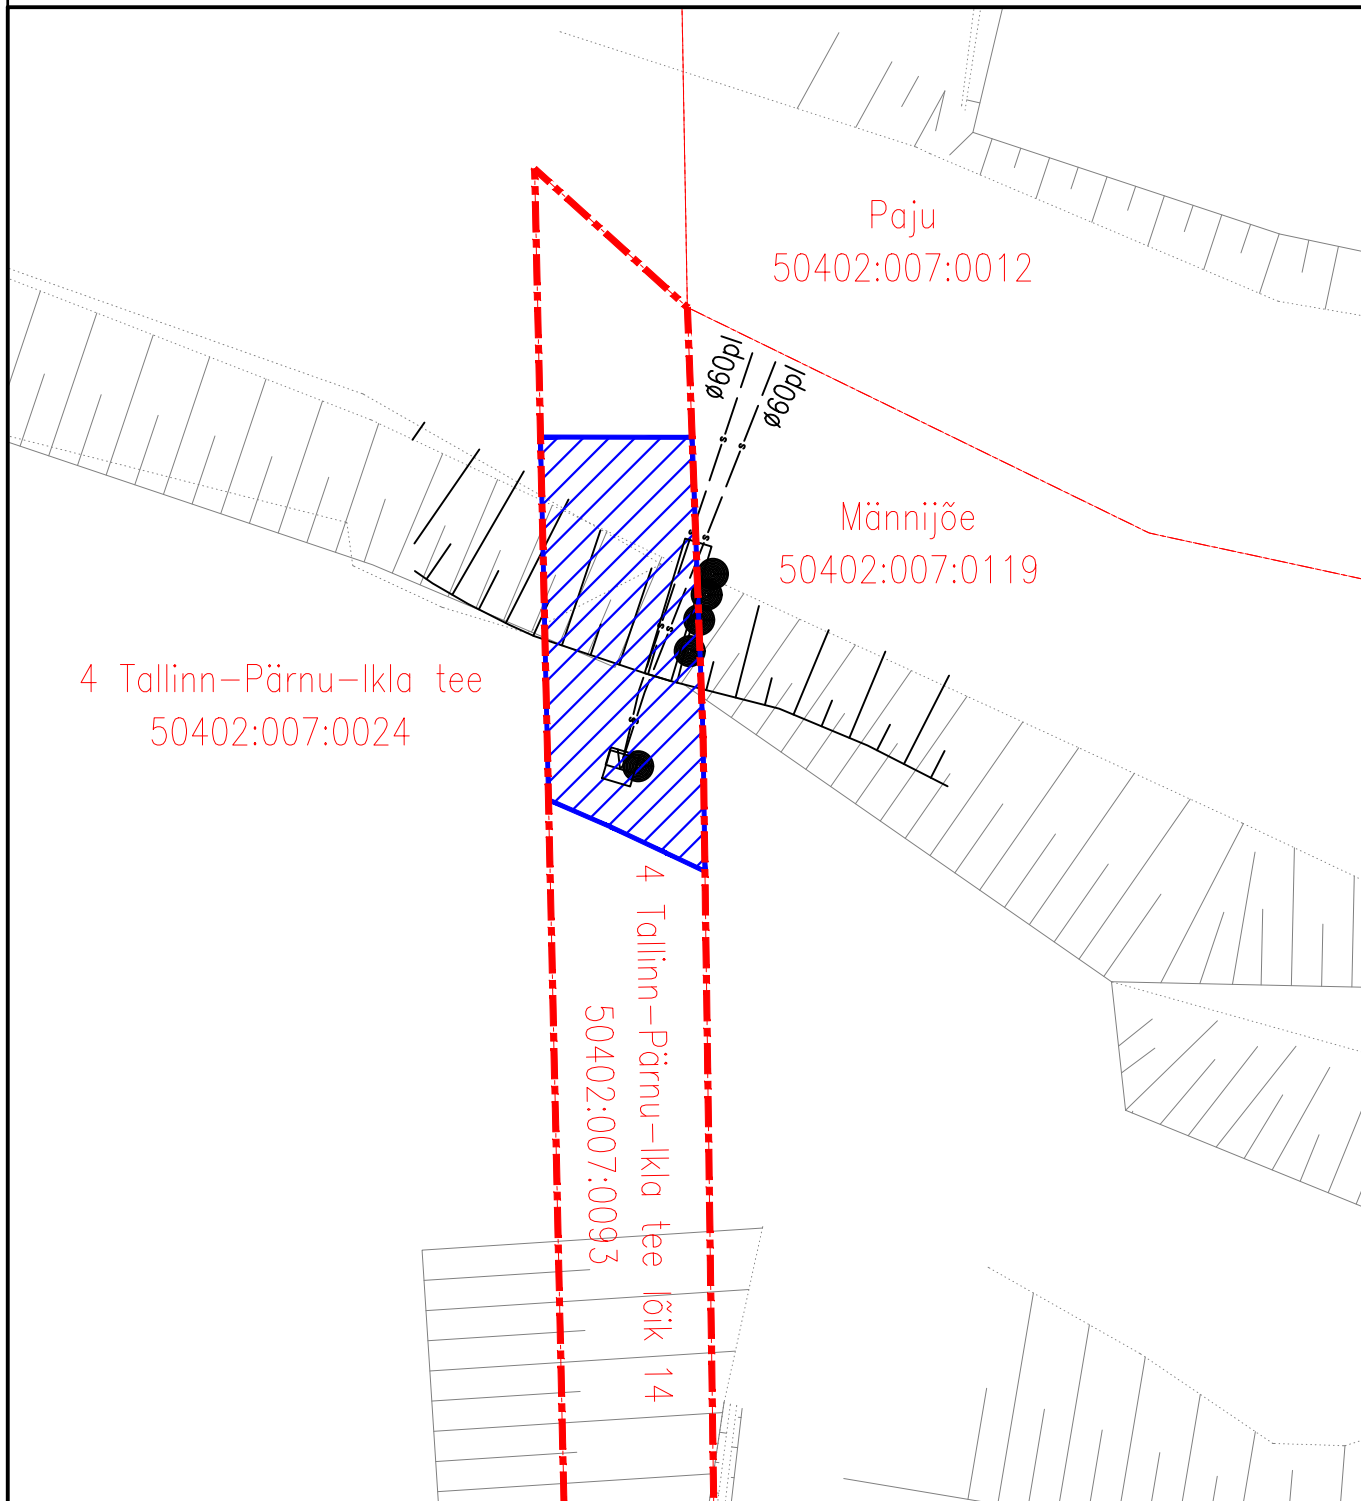 Paju
50402:007:0012
ø60pl
ø60pl
s
s
Männijõe
50402:007:0119
s
s
s
s
4 Tallinn–Pärnu–Ikla tee
50402:007:0024
s
4 Tallinn–Pärnu–Ikla tee lõik 14
50402:007:0093